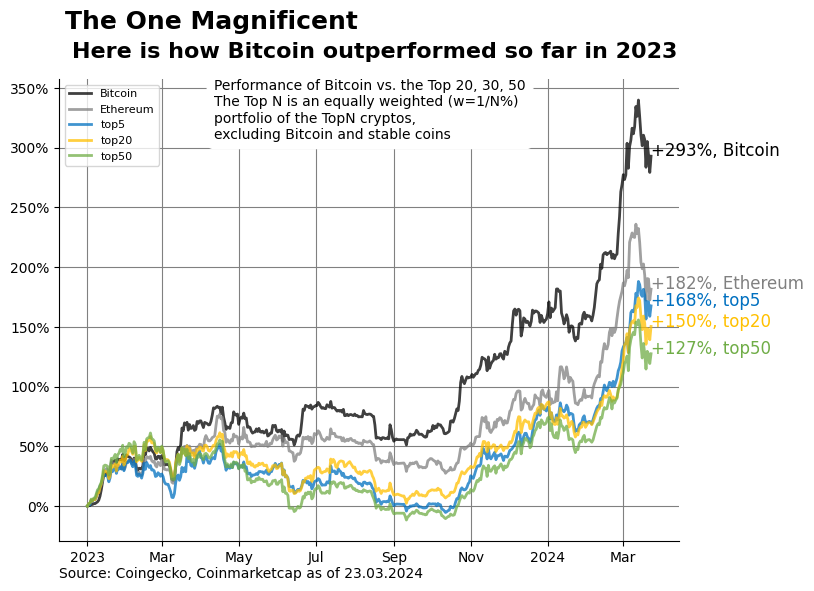 The One Magnificent
Here is how Bitcoin outperformed so far in 2023
350%
300%
250%
200%
150%
100%
50%
0%
Bitcoin
Ethereum
top5
top20
top50
Performance of Bitcoin vs. the Top 20, 30, 50
The Top N is an equally weighted (w=1/N%)
portfolio of the TopN cryptos,
excluding Bitcoin and stable coins
+293%, Bitcoin
+182%, Ethereum
+168%, top5
+150%, top20
+127%, top50
2023 Mar May Jul Sep Nov 2024 Mar
Source: Coingecko, Coinmarketcap as of 23.03.2024